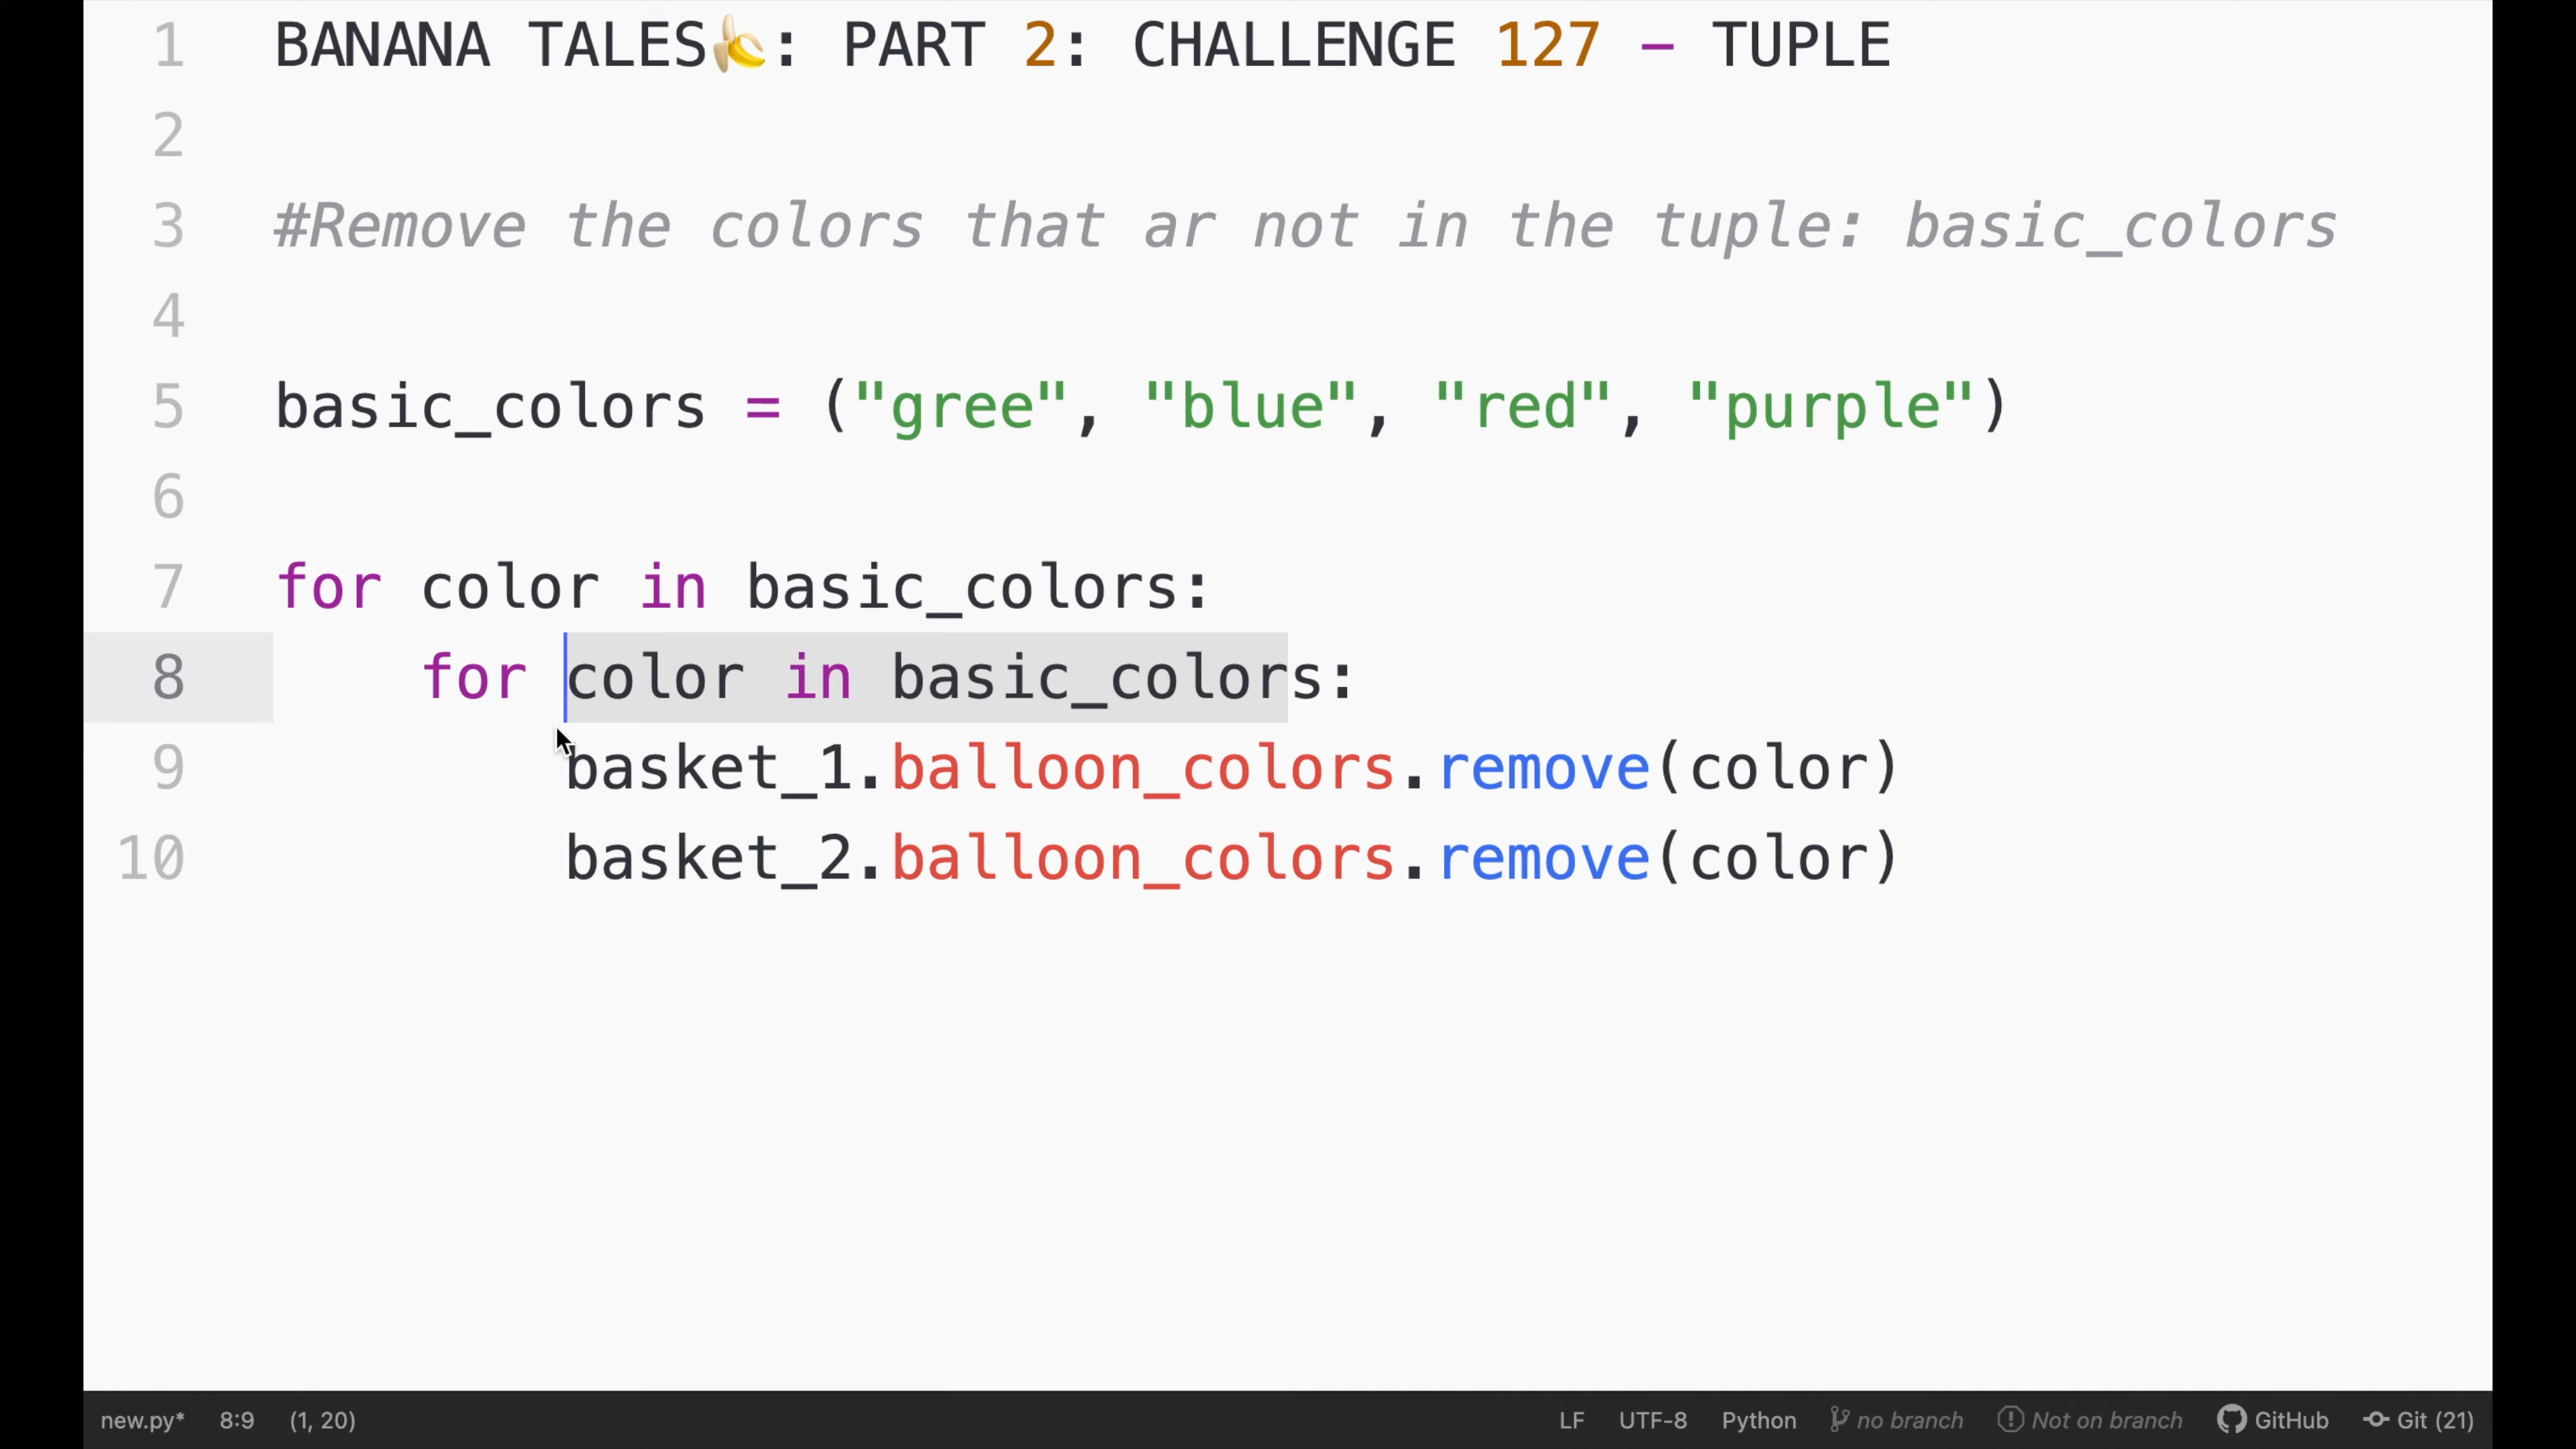 1 BANANA TALES🍌: PART 2: CHALLENGE 127 – TUPLE
2
3 #Remove the colors that ar not in the tuple: basic_colors
4
5 basic_colors = ("gree", "blue", "red", "purple")
6
7 for color in basic_colors:
8     for color in basic_colors:
9         basket_1.balloon_colors.remove(color)
10         basket_2.balloon_colors.remove(color)
new.py* 8:9 (1, 20) LF UTF-8 Python no branch Not on branch GitHub Git (21)